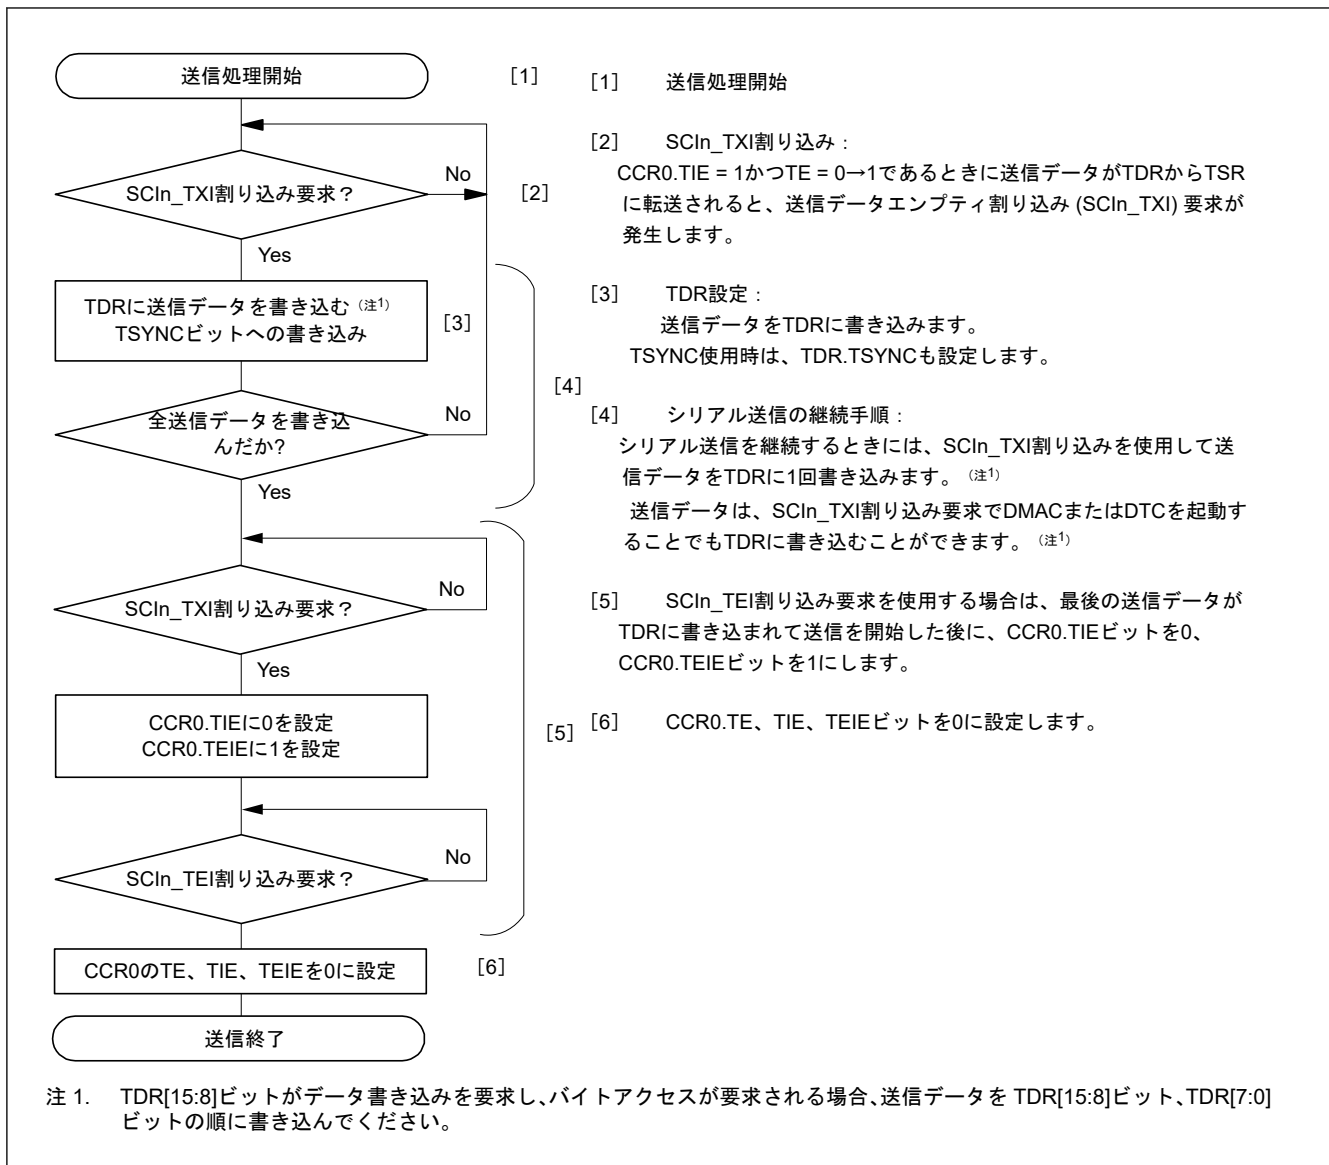 送信処理開始
[1]
SCIn_TXI割り込み要求？
No
[2]
Yes
TDRに送信データを書き込む（注1）
TSYNCビットへの書き込み
[3]
[4]
全送信データを書き込
んだか?
No
Yes
SCIn_TXI割り込み要求？
No
Yes
CCR0.TIEに0を設定
CCR0.TEIEに1を設定
[5]
SCIn_TEI割り込み要求？
No
CCR0のTE、TIE、TEIEを0に設定
[6]
送信終了
[1] 送信処理開始
[2] SCIn_TXI割り込み：
CCR0.TIE = 1かつTE = 0→1であるときに送信データがTDRからTSR
に転送されると、送信データエンプティ割り込み (SCIn_TXI) 要求が
発生します。
[3] TDR設定：
送信データをTDRに書き込みます。
TSYNC使用時は、TDR.TSYNCも設定します。
[4] シリアル送信の継続手順：
シリアル送信を継続するときには、SCIn_TXI割り込みを使用して送
信データをTDRに1回書き込みます。（注1）
送信データは、SCIn_TXI割り込み要求でDMACまたはDTCを起動す
ることでもTDRに書き込むことができます。（注1）
[5] SCIn_TEI割り込み要求を使用する場合は、最後の送信データが
TDRに書き込まれて送信を開始した後に、CCR0.TIEビットを0、
CCR0.TEIEビットを1にします。
[6] CCR0.TE、TIE、TEIEビットを0に設定します。
注 1. TDR[15:8]ビットがデータ書き込みを要求し、バイトアクセスが要求される場合、送信データを TDR[15:8]ビット、TDR[7:0]
ビットの順に書き込んでください。